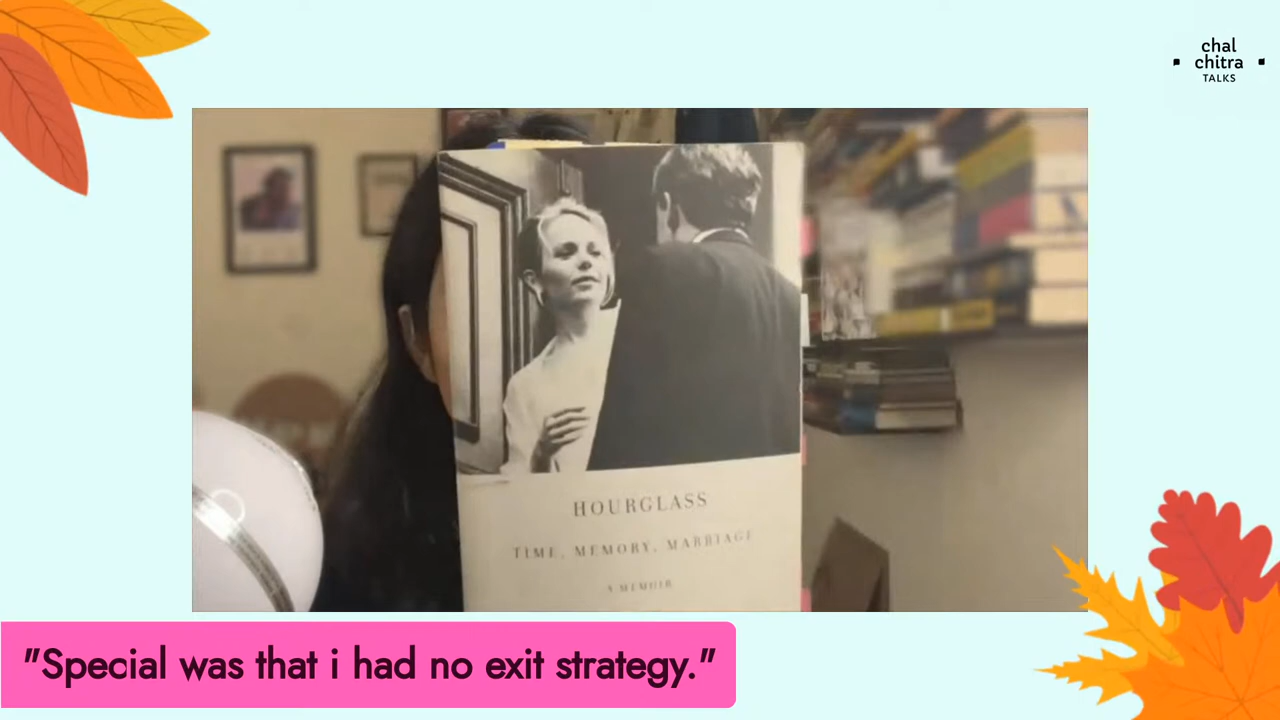 chal
chitra
TALKS
HOURGLASS
TIME, MEMORY, MARRIAGE
A MEMOIR
"Special was that i had no exit strategy."